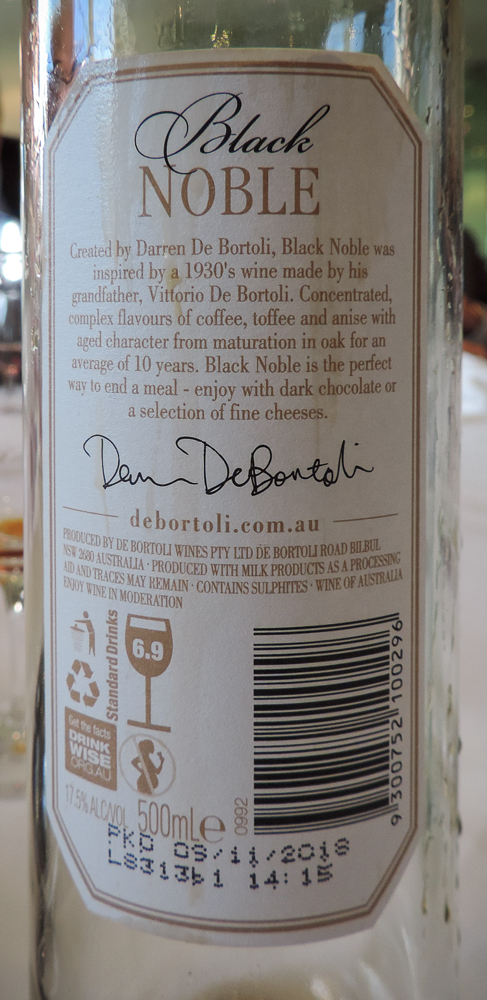 Black
NOBLE
Created by Darren De Bortoli, Black Noble was
inspired by a 1930's wine made by his
grandfather, Vittorio De Bortoli. Concentrated,
complex flavours of coffee, toffee and anise with
aged character from maturation in oak for an
average of 10 years. Black Noble is the perfect
way to end a meal - enjoy with dark chocolate or
a selection of fine cheeses.
Darren De Bortoli
debortoli.com.au
PRODUCED BY DE BORTOLI WINES PTY LTD DE BORTOLI ROAD BILBUL
NSW 2680 AUSTRALIA · PRODUCED WITH MILK PRODUCTS AS A PROCESSING
AID AND TRACES MAY REMAIN · CONTAINS SULPHITES · WINE OF AUSTRALIA
ENJOY WINE IN MODERATION
Standard Drinks
6.9
Get the facts
DRINK
WISE
.ORG.AU
17.5% ALC/VOL 500mL e
0992
9 300752 100296
PKD 09/11/2018
L8313b1 14:15